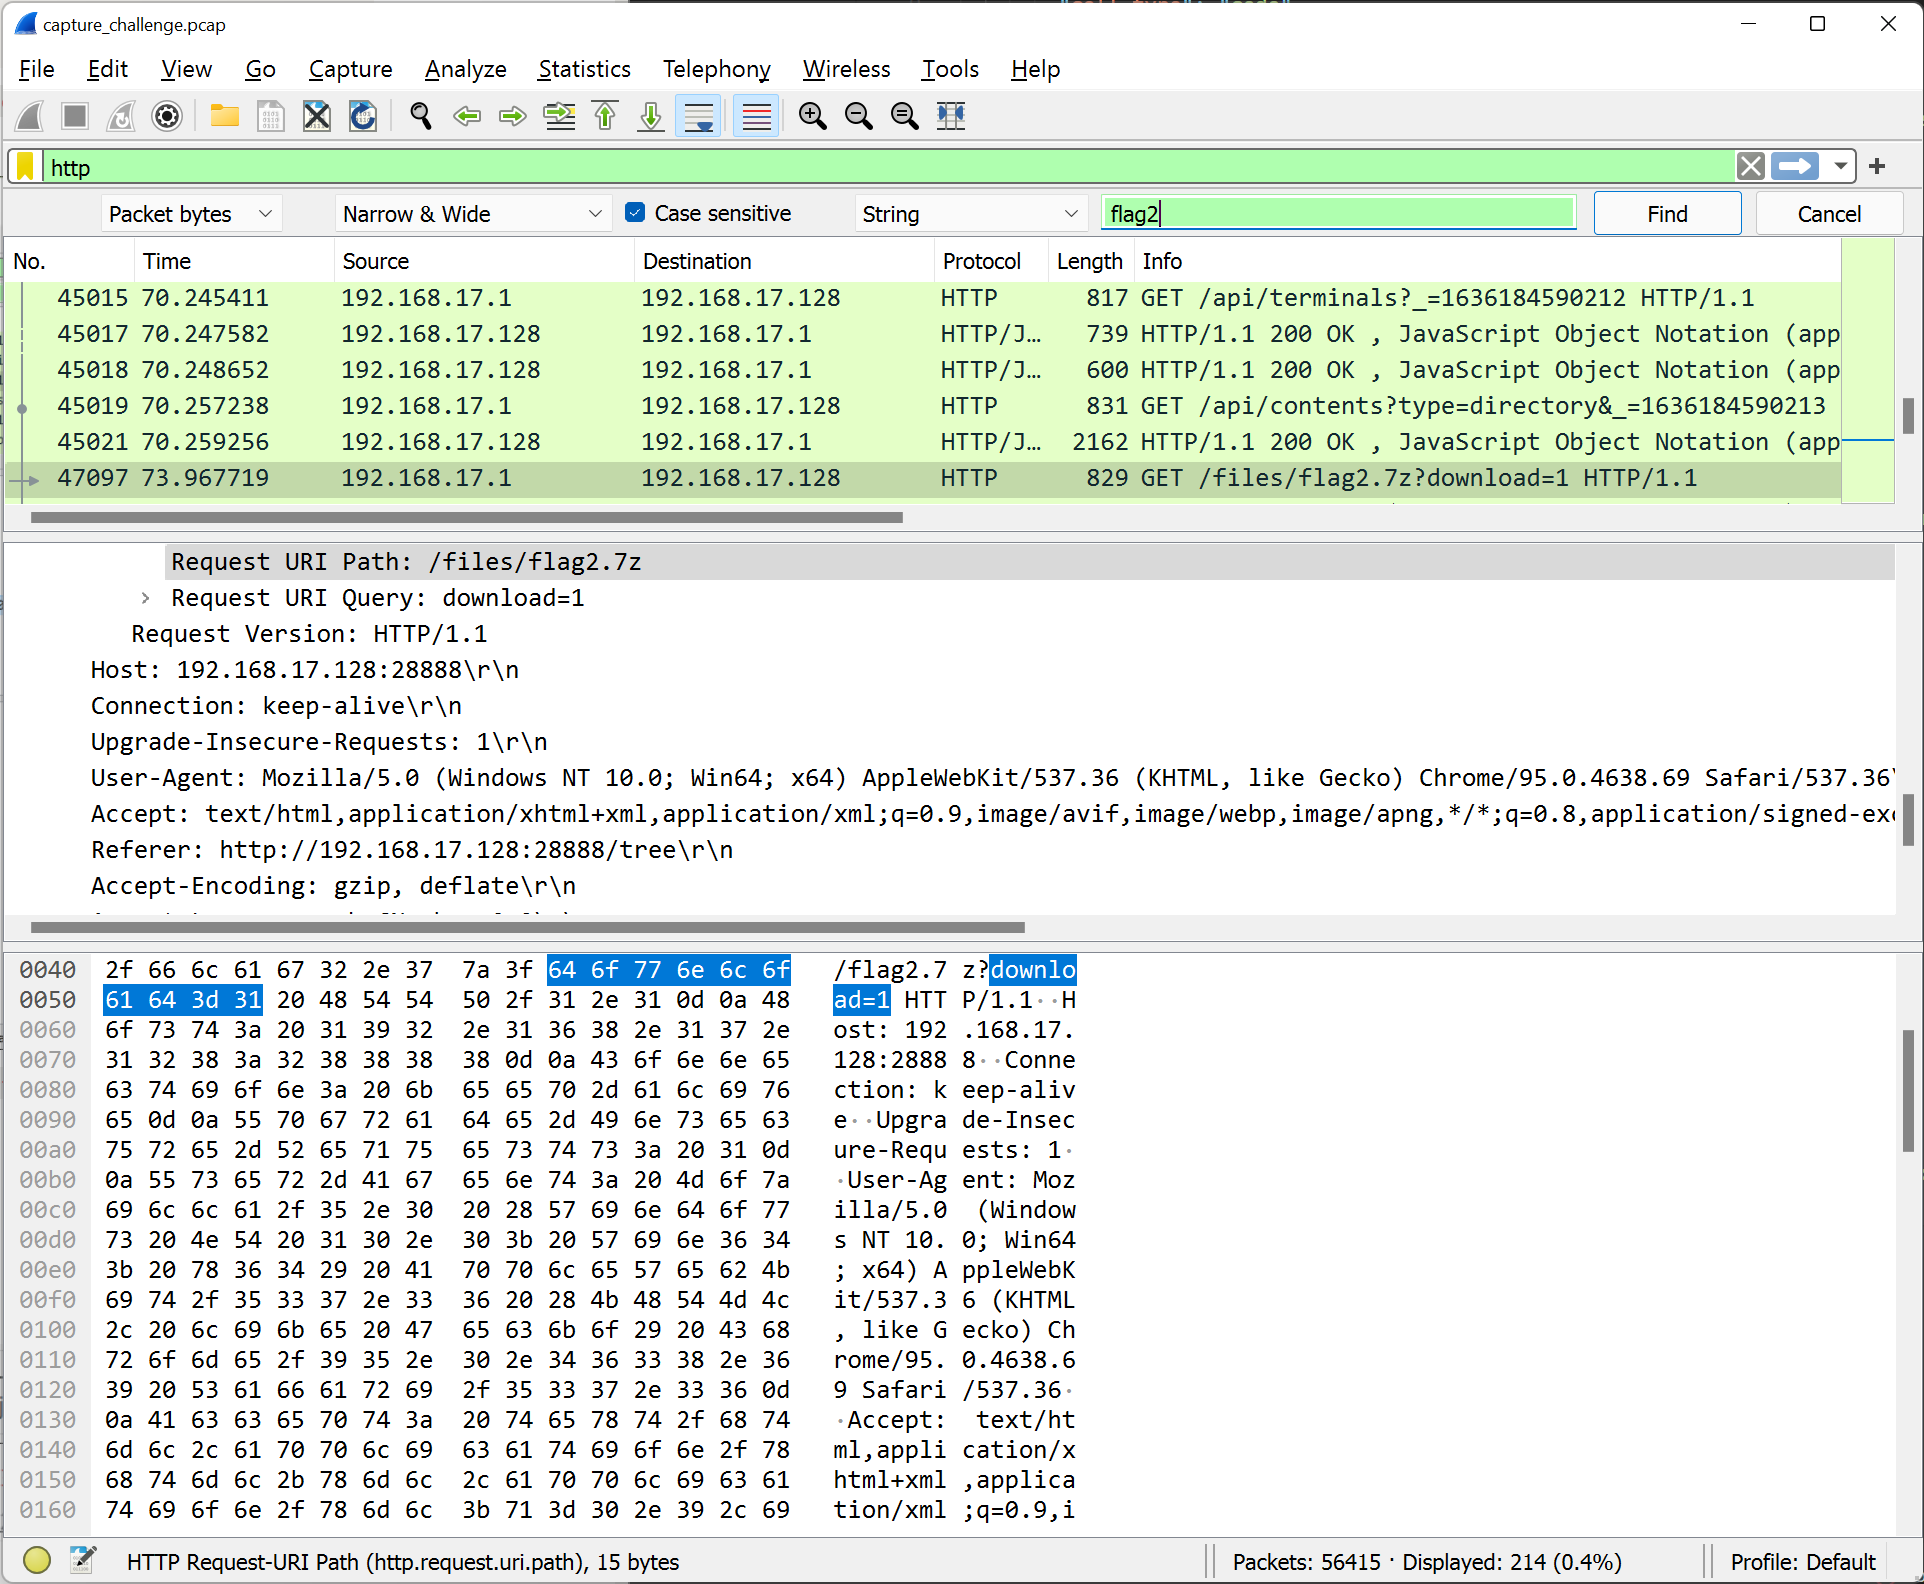 capture_challenge.pcap
File Edit View Go Capture Analyze Statistics Telephony Wireless Tools Help
http
Packet bytes Narrow & Wide Case sensitive String flag2 Find Cancel
No. Time Source Destination Protocol Length Info
45015 70.245411 192.168.17.1 192.168.17.128 HTTP 817 GET /api/terminals?_=1636184590212 HTTP/1.1
45017 70.247582 192.168.17.128 192.168.17.1 HTTP/J… 739 HTTP/1.1 200 OK , JavaScript Object Notation (app
45018 70.248652 192.168.17.128 192.168.17.1 HTTP/J… 600 HTTP/1.1 200 OK , JavaScript Object Notation (app
45019 70.257238 192.168.17.1 192.168.17.128 HTTP 831 GET /api/contents?type=directory&_=1636184590213
45021 70.259256 192.168.17.128 192.168.17.1 HTTP/J… 2162 HTTP/1.1 200 OK , JavaScript Object Notation (app
47097 73.967719 192.168.17.1 192.168.17.128 HTTP 829 GET /files/flag2.7z?download=1 HTTP/1.1
Request URI Path: /files/flag2.7z
Request URI Query: download=1
Request Version: HTTP/1.1
Host: 192.168.17.128:28888\r\n
Connection: keep-alive\r\n
Upgrade-Insecure-Requests: 1\r\n
User-Agent: Mozilla/5.0 (Windows NT 10.0; Win64; x64) AppleWebKit/537.36 (KHTML, like Gecko) Chrome/95.0.4638.69 Safari/537.36\
Accept: text/html,application/xhtml+xml,application/xml;q=0.9,image/avif,image/webp,image/apng,*/*;q=0.8,application/signed-exc
Referer: http://192.168.17.128:28888/tree\r\n
Accept-Encoding: gzip, deflate\r\n
0040 2f 66 6c 61 67 32 2e 37 7a 3f 64 6f 77 6e 6c 6f /flag2.7 z?downlo
0050 61 64 3d 31 20 48 54 54 50 2f 31 2e 31 0d 0a 48 ad=1 HTT P/1.1··H
0060 6f 73 74 3a 20 31 39 32 2e 31 36 38 2e 31 37 2e ost: 192 .168.17.
0070 31 32 38 3a 32 38 38 38 38 0d 0a 43 6f 6e 6e 65 128:2888 8··Conne
0080 63 74 69 6f 6e 3a 20 6b 65 65 70 2d 61 6c 69 76 ction: k eep-aliv
0090 65 0d 0a 55 70 67 72 61 64 65 2d 49 6e 73 65 63 e··Upgra de-Insec
00a0 75 72 65 2d 52 65 71 75 65 73 74 73 3a 20 31 0d ure-Requ ests: 1·
00b0 0a 55 73 65 72 2d 41 67 65 6e 74 3a 20 4d 6f 7a ·User-Ag ent: Moz
00c0 69 6c 6c 61 2f 35 2e 30 20 28 57 69 6e 64 6f 77 illa/5.0 (Window
00d0 73 20 4e 54 20 31 30 2e 30 3b 20 57 69 6e 36 34 s NT 10. 0; Win64
00e0 3b 20 78 36 34 29 20 41 70 70 6c 65 57 65 62 4b ; x64) A ppleWebK
00f0 69 74 2f 35 33 37 2e 33 36 20 28 4b 48 54 4d 4c it/537.3 6 (KHTML
0100 2c 20 6c 69 6b 65 20 47 65 63 6b 6f 29 20 43 68 , like G ecko) Ch
0110 72 6f 6d 65 2f 39 35 2e 30 2e 34 36 33 38 2e 36 rome/95. 0.4638.6
0120 39 20 53 61 66 61 72 69 2f 35 33 37 2e 33 36 0d 9 Safari /537.36·
0130 0a 41 63 63 65 70 74 3a 20 74 65 78 74 2f 68 74 ·Accept: text/ht
0140 6d 6c 2c 61 70 70 6c 69 63 61 74 69 6f 6e 2f 78 ml,appli cation/x
0150 68 74 6d 6c 2b 78 6d 6c 2c 61 70 70 6c 69 63 61 html+xml ,applica
0160 74 69 6f 6e 2f 78 6d 6c 3b 71 3d 30 2e 39 2c 69 tion/xml ;q=0.9,i
HTTP Request-URI Path (http.request.uri.path), 15 bytes Packets: 56415 · Displayed: 214 (0.4%) Profile: Default